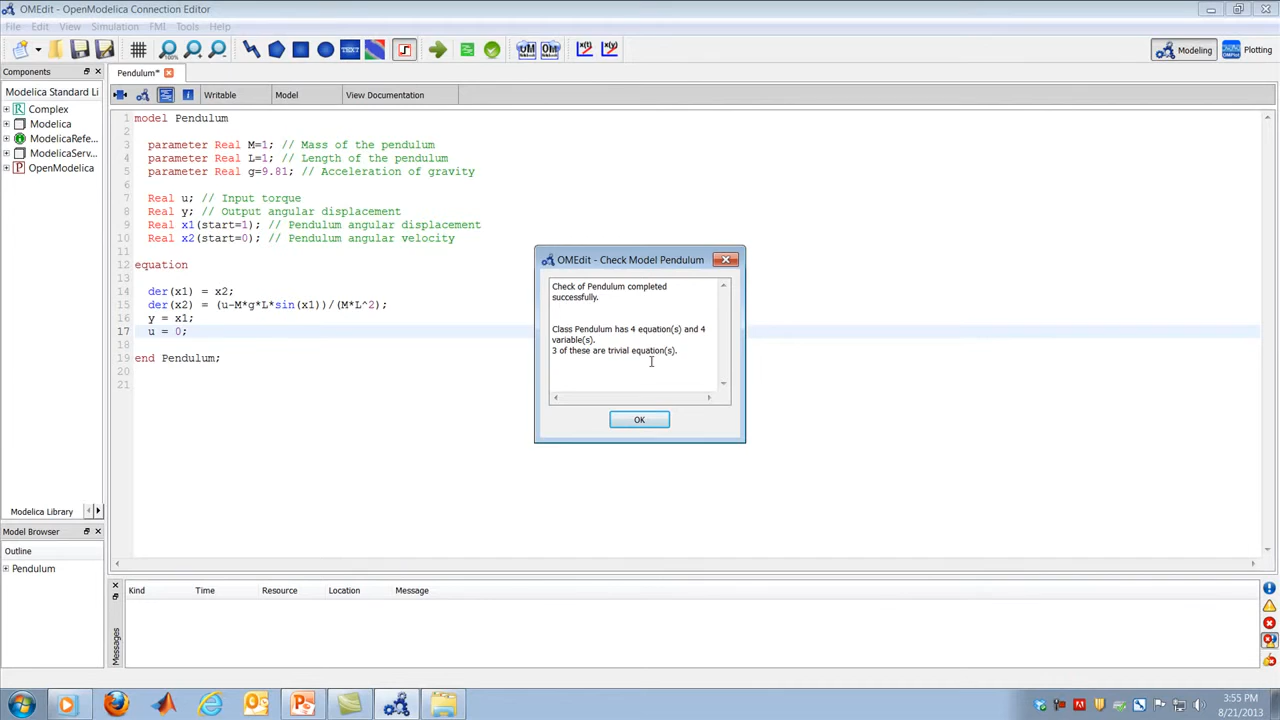 OMEdit - OpenModelica Connection Editor
File Edit View Simulation FMI Tools Help
100%
TEXT
x(t) x(y)
Modeling Plotting
Components
Pendulum*
Modelica Standard Li
Writable Model View Documentation
Complex
Modelica
ModelicaRefe...
ModelicaServ...
OpenModelica
1 model Pendulum
2
3 parameter Real M=1; // Mass of the pendulum
4 parameter Real L=1; // Length of the pendulum
5 parameter Real g=9.81; // Acceleration of gravity
6
7 Real u; // Input torque
8 Real y; // Output angular displacement
9 Real x1(start=1); // Pendulum angular displacement
10 Real x2(start=0); // Pendulum angular velocity
11
12 equation
13
14 der(x1) = x2;
15 der(x2) = (u-M*g*L*sin(x1))/(M*L^2);
16 y = x1;
17 u = 0;
18
19 end Pendulum;
20
21
OMEdit - Check Model Pendulum
Check of Pendulum completed
successfully.
Class Pendulum has 4 equation(s) and 4
variable(s).
3 of these are trivial equation(s).
OK
Modelica Library
Model Browser
Outline
Pendulum
Kind Time Resource Location Message
Messages
3:55 PM
8/21/2013